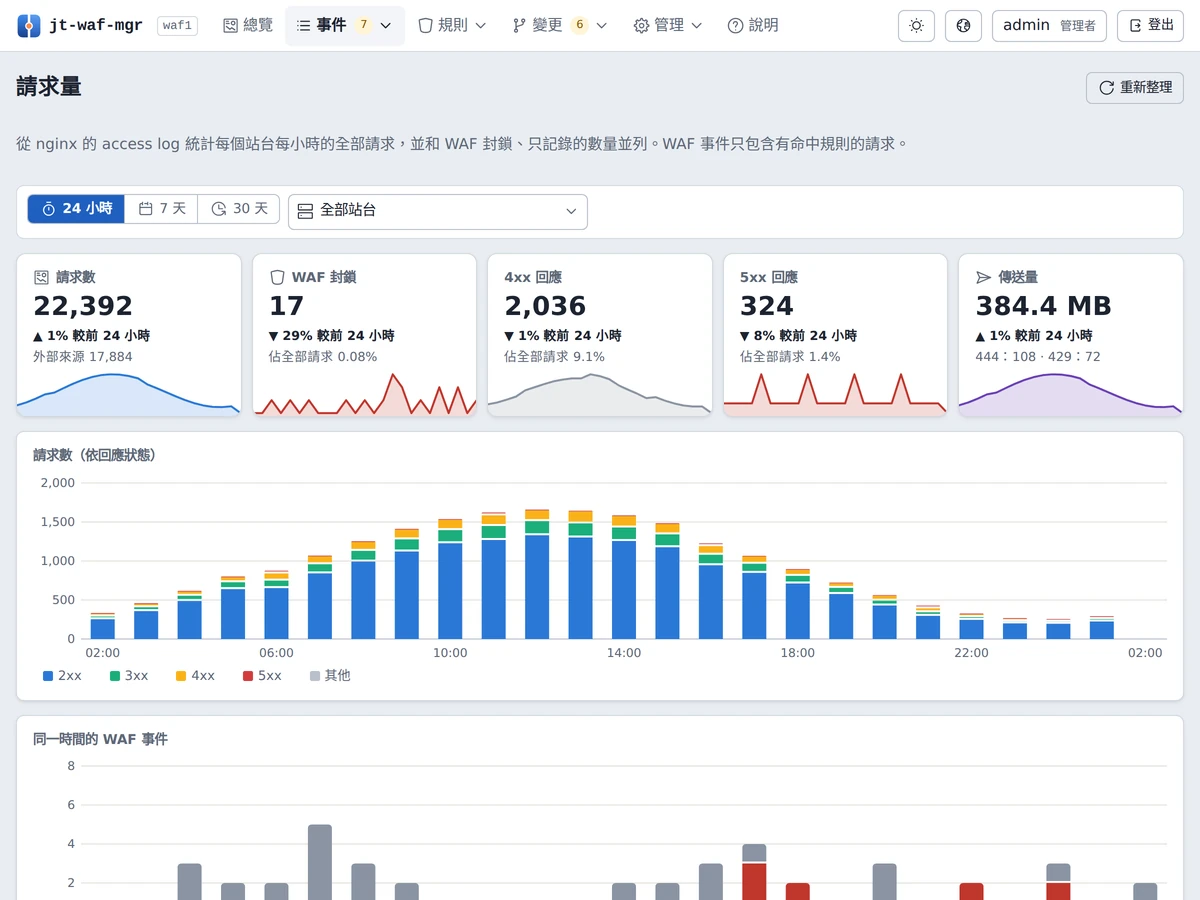 jt-waf-mgr waf1 總覽 事件 7 規則 變更 6 管理 說明 admin 管理者 登出
請求量
重新整理
從 nginx 的 access log 統計每個站台每小時的全部請求，並和 WAF 封鎖、只記錄的數量並列。WAF 事件只包含有命中規則的請求。
24 小時 7 天 30 天 全部站台
請求數
22,392
▲ 1% 較前 24 小時
外部來源 17,884
WAF 封鎖
17
▼ 29% 較前 24 小時
佔全部請求 0.08%
4xx 回應
2,036
▼ 1% 較前 24 小時
佔全部請求 9.1%
5xx 回應
324
▼ 8% 較前 24 小時
佔全部請求 1.4%
傳送量
384.4 MB
▲ 1% 較前 24 小時
444：108 · 429：72
請求數（依回應狀態）
2,000
1,500
1,000
500
0
02:00 06:00 10:00 14:00 18:00 22:00 02:00
2xx 3xx 4xx 5xx 其他
同一時間的 WAF 事件
8
6
4
2